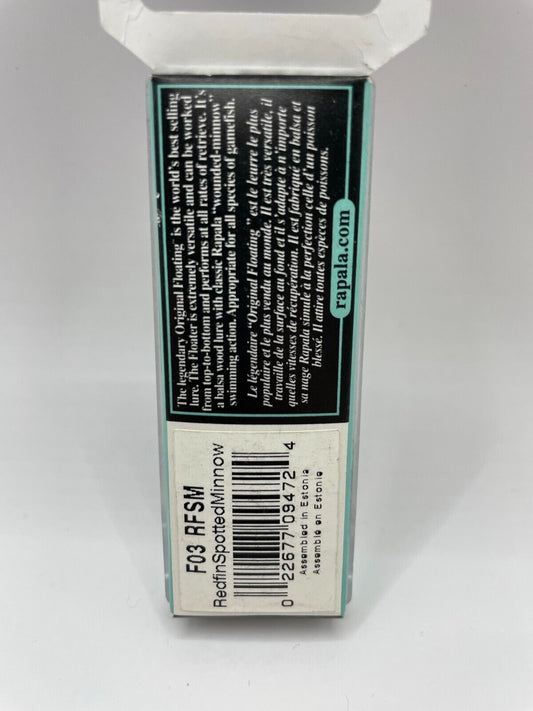 The legendary Original Floating™ is the world's best selling
lure. The Floater is extremely versatile and can be worked
from top-to-bottom and performs at all rates of retrieve. It's
a balsa wood lure with classic Rapala "wounded-minnow"
swimming action. Appropriate for all species of gamefish.
Le légendaire "Original Floating" est le leurre le plus
populaire et le plus vendu au monde. Il est très versatile, il
travaille de la surface au fond et il s'adapte à n'importe
quelles vitesses de récupération. Il est fabriqué en balsa et
sa nage Rapala simule à la perfection celle d'un poisson
blessé. Il attire toutes espèces de poissons.
rapala.com
F03 RFSM
RedfinSpottedMinnow
0 22677 09472 4
Assembled in Estonia
Assemble en Estonie